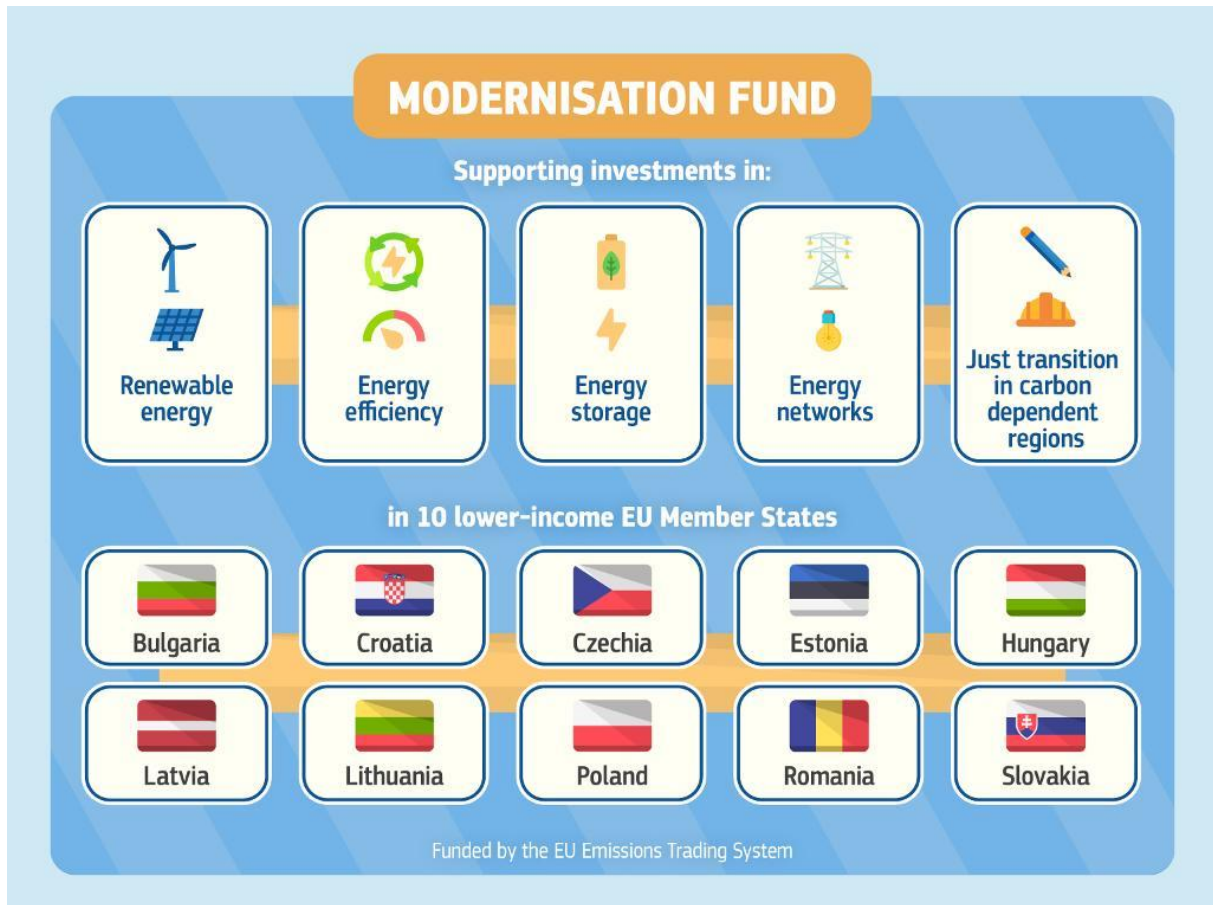 MODERNISATION FUND
Supporting investments in:
Renewable
energy
Energy
efficiency
Energy
storage
Energy
networks
Just transition
in carbon
dependent
regions
in 10 lower-income EU Member States
Bulgaria
Croatia
Czechia
Estonia
Hungary
Latvia
Lithuania
Poland
Romania
Slovakia
Funded by the EU Emissions Trading System